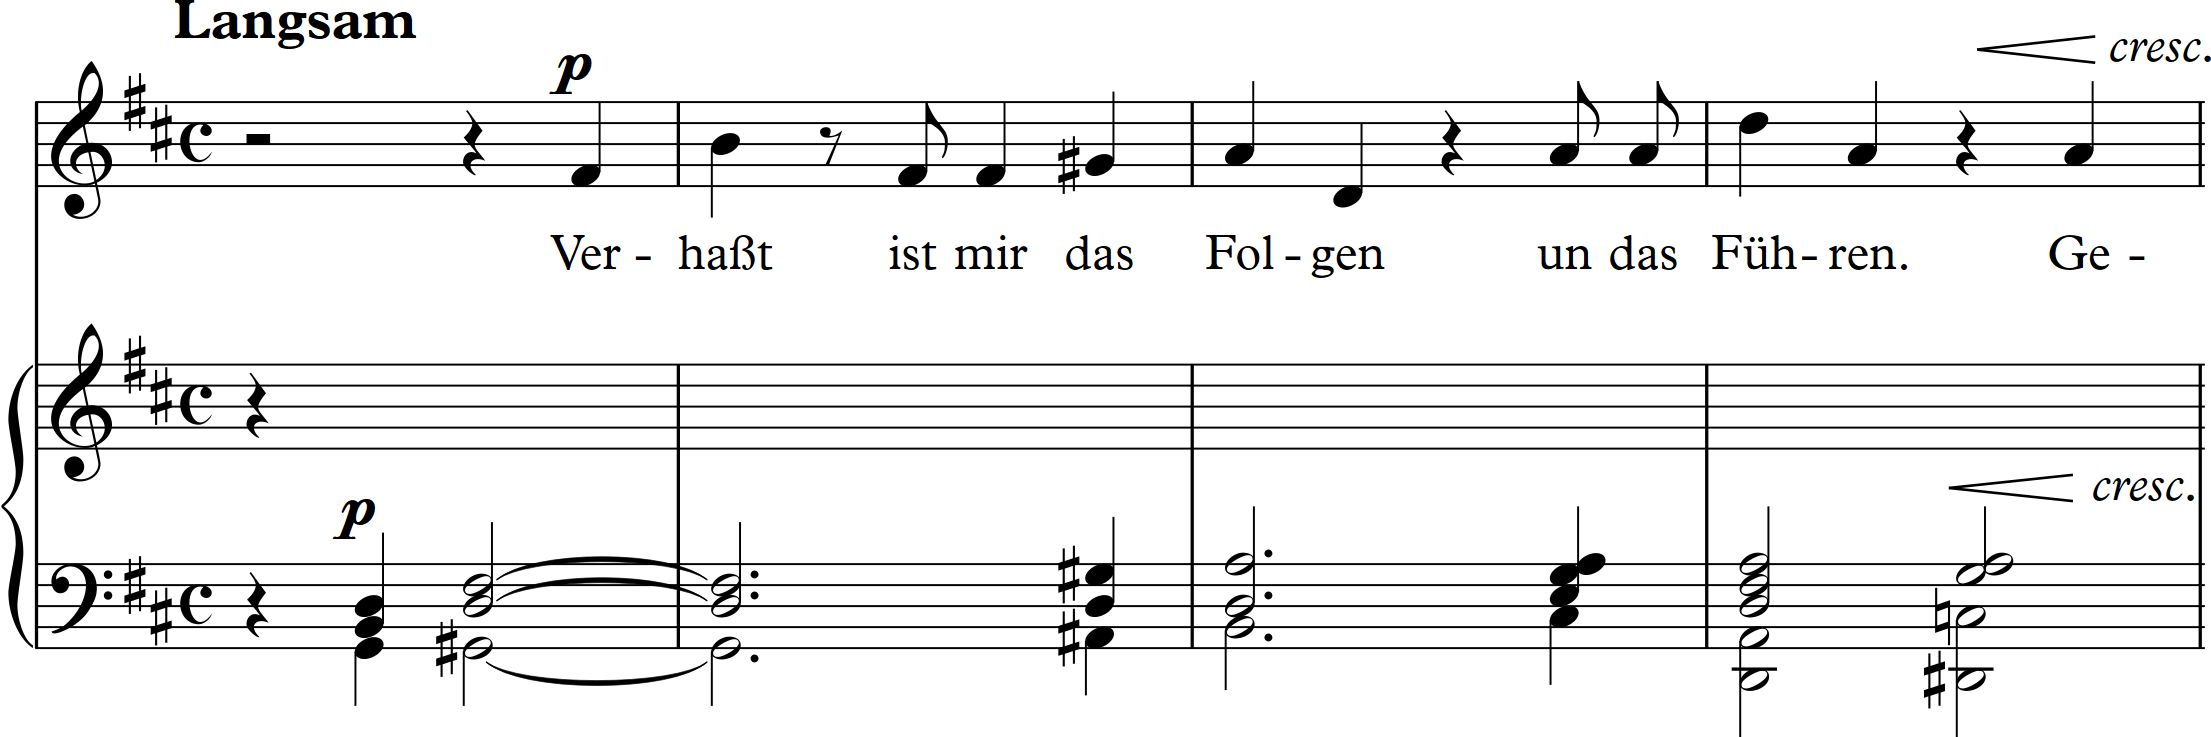 Langsam
p
cresc.
Ver - haßt ist mir das Fol - gen un das Füh - ren. Ge -
p
cresc.